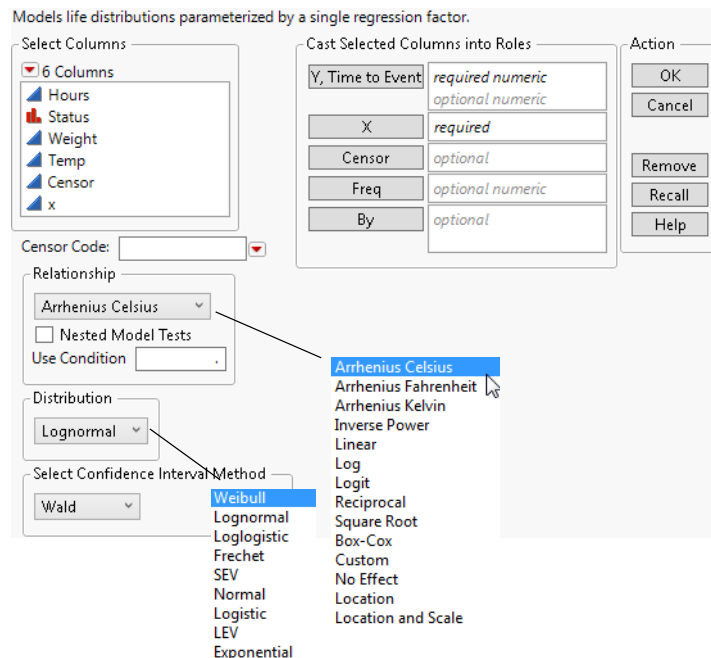 Models life distributions parameterized by a single regression factor.
Select Columns
6 Columns
Hours
Status
Weight
Temp
Censor
x
Cast Selected Columns into Roles
Y, Time to Event
required numeric
optional numeric
X
required
Censor
optional
Freq
optional numeric
By
optional
Action
OK
Cancel
Remove
Recall
Help
Censor Code:
Relationship
Arrhenius Celsius
Nested Model Tests
Use Condition .
Distribution
Lognormal
Select Confidence Interval Method
Wald
Weibull
Lognormal
Loglogistic
Frechet
SEV
Normal
Logistic
LEV
Exponential
Arrhenius Celsius
Arrhenius Fahrenheit
Arrhenius Kelvin
Inverse Power
Linear
Log
Logit
Reciprocal
Square Root
Box-Cox
Custom
No Effect
Location
Location and Scale